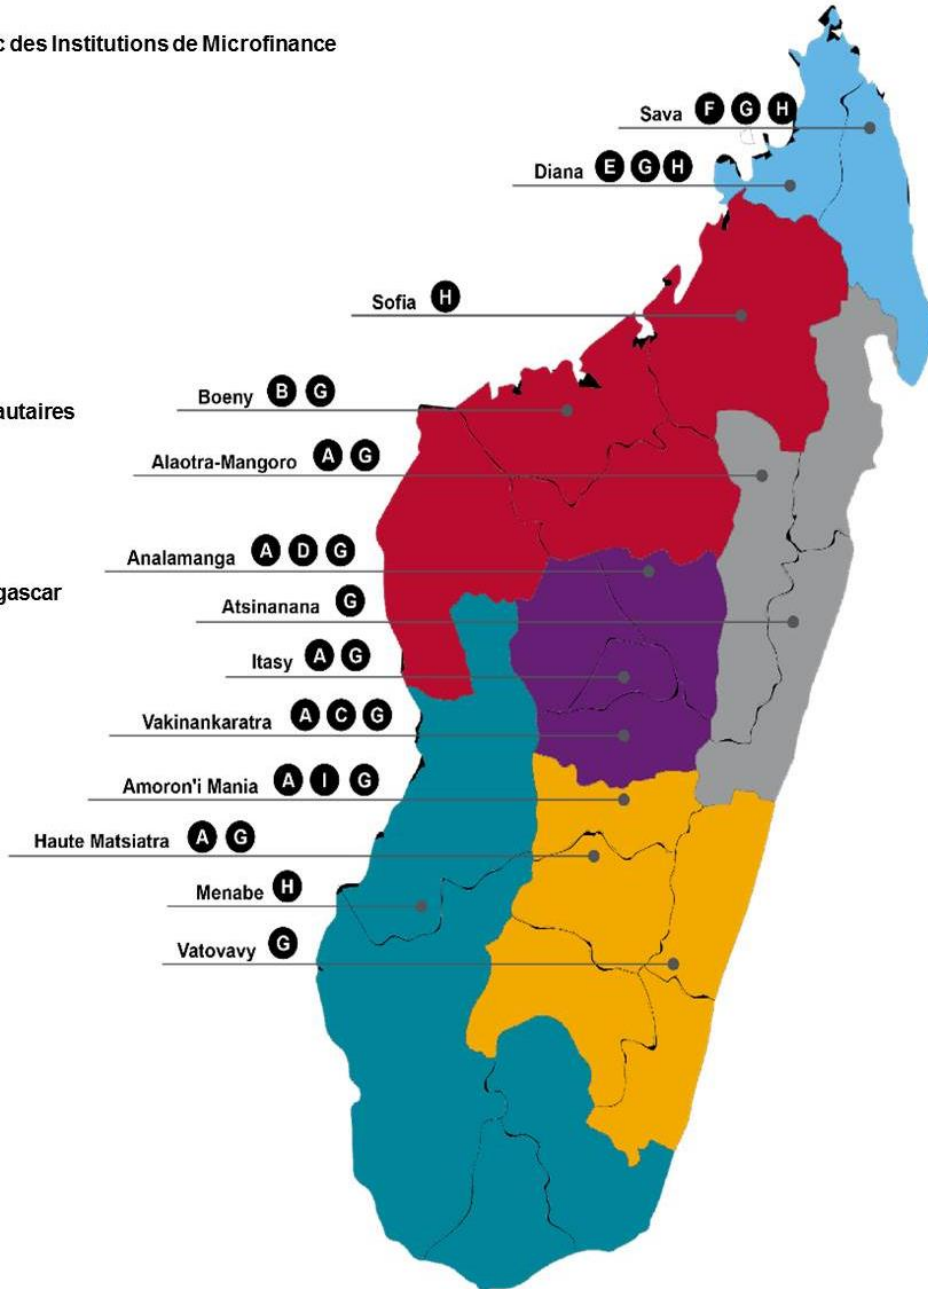 c des Institutions de Microfinance
Sava F G H
Diana E G H
Sofia H
Boeny B G
autaires
Alaotra-Mangoro A G
Analamanga A D G
gascar
Atsinanana G
Itasy A G
Vakinankaratra A C G
Amoron'i Mania A I G
Haute Matsiatra A G
Menabe H
Vatovavy G